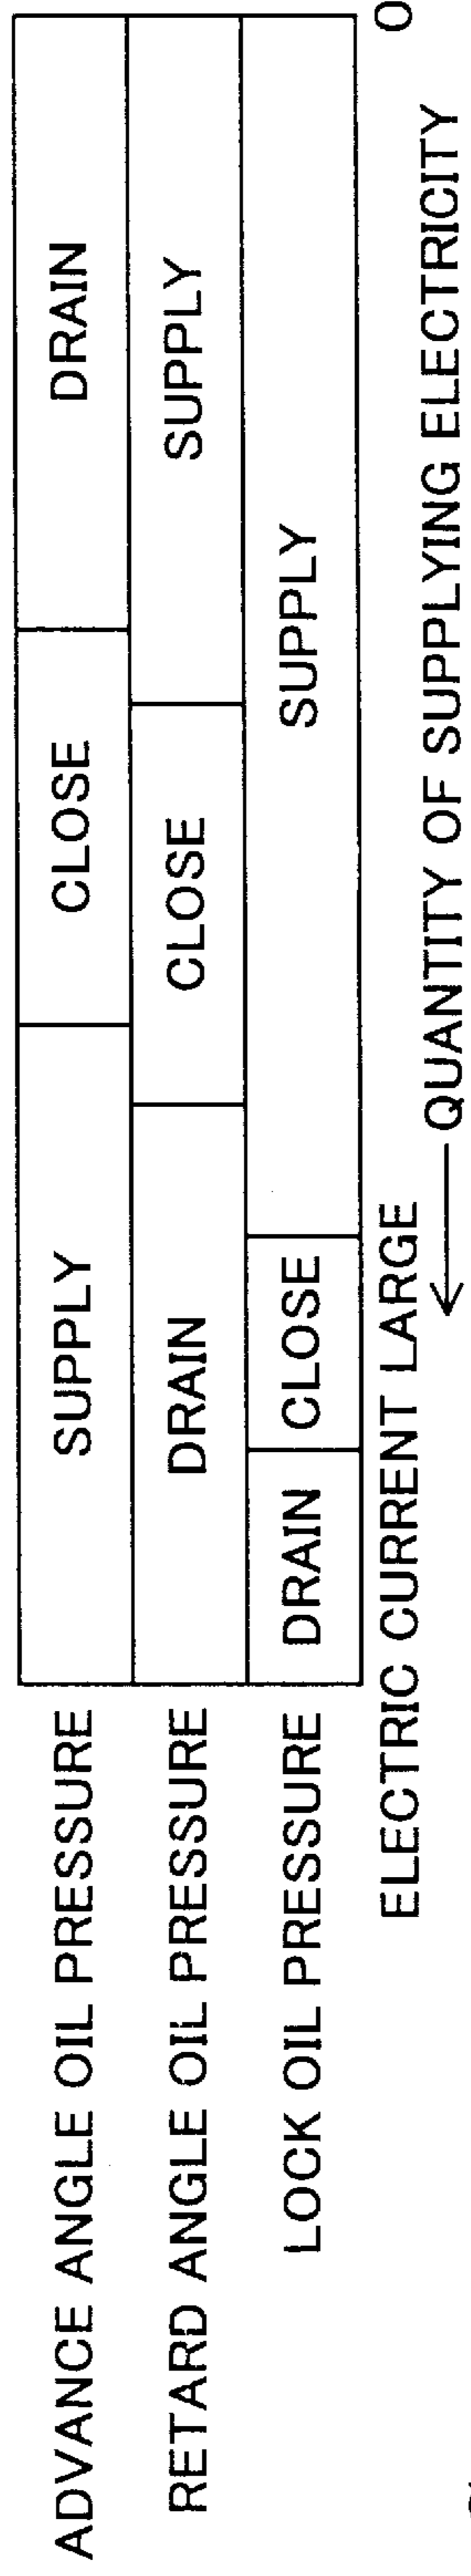 ADVANCE ANGLE OIL PRESSURE SUPPLY CLOSE DRAIN
RETARD ANGLE OIL PRESSURE DRAIN CLOSE SUPPLY
LOCK OIL PRESSURE DRAIN CLOSE SUPPLY
ELECTRIC CURRENT LARGE 0
QUANTITY OF SUPPLYING ELECTRICITY